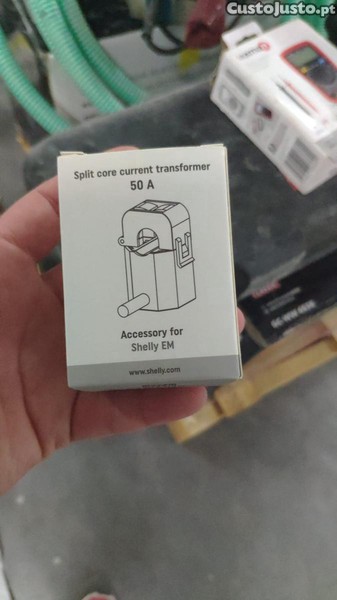 CustoJusto.pt
Split core current transformer
50 A
Accessory for
Shelly EM
www.shelly.com